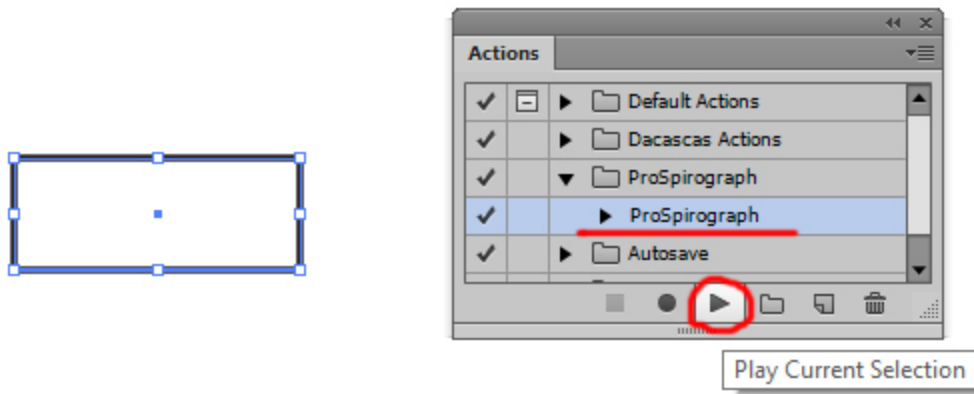 Actions
Default Actions
Dacascas Actions
ProSpirograph
ProSpirograph
Autosave
Play Current Selection